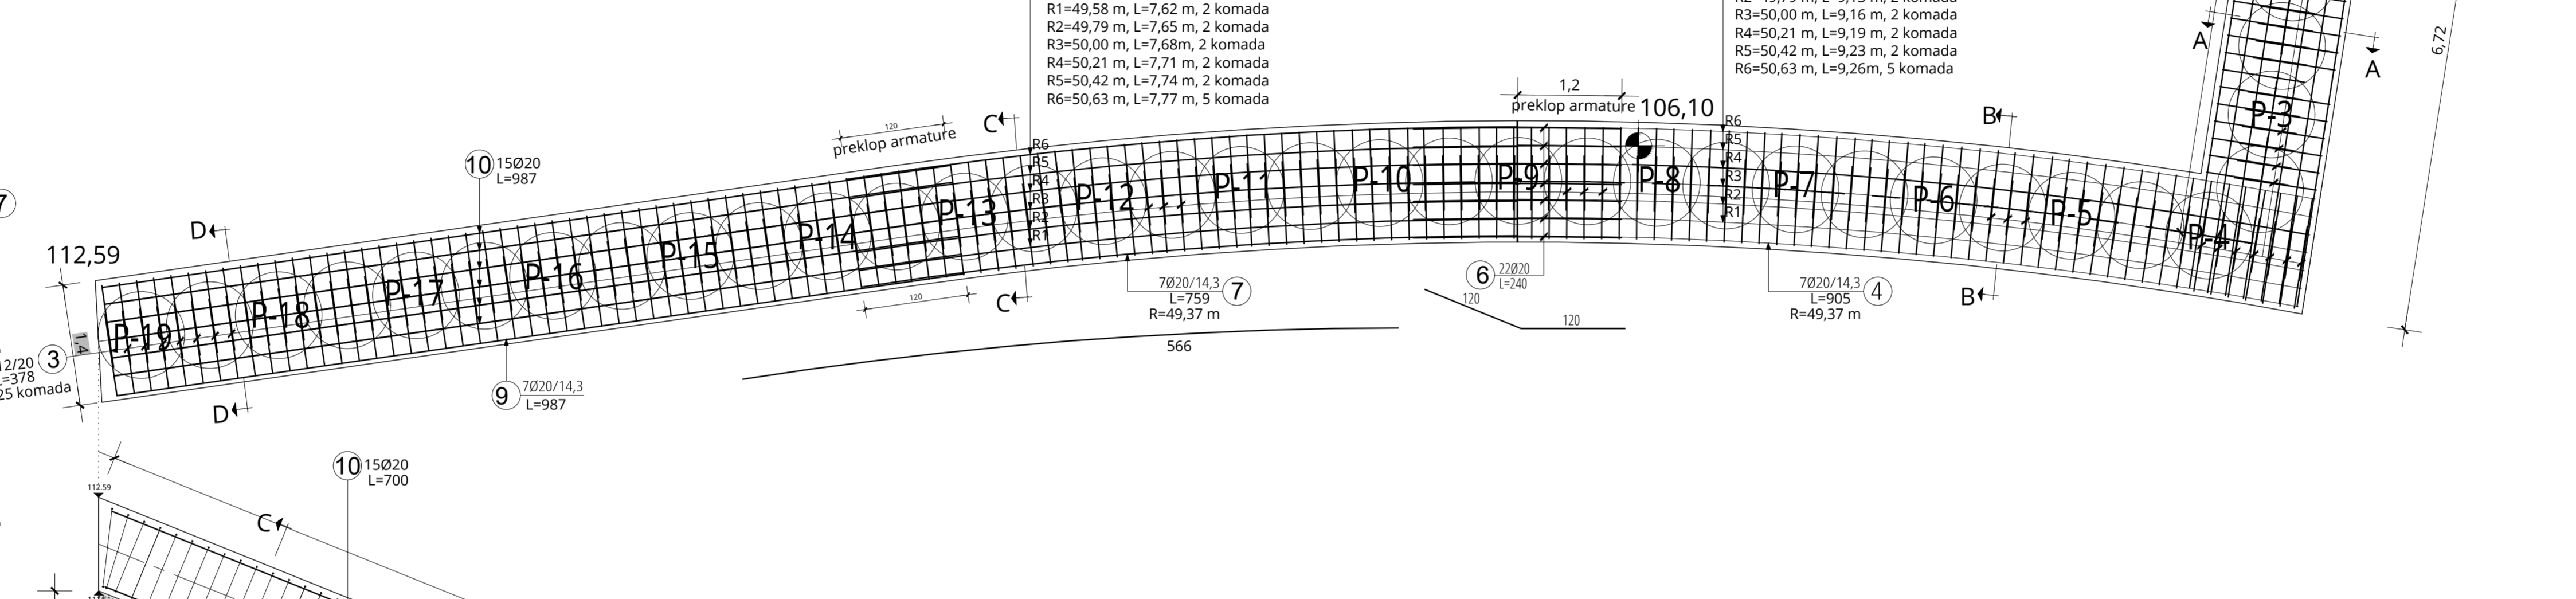 R1=49,58 m, L=7,62 m, 2 komada
R2=49,79 m, L=7,65 m, 2 komada
R3=50,00 m, L=7,68m, 2 komada
R4=50,21 m, L=7,71 m, 2 komada
R5=50,42 m, L=7,74 m, 2 komada
R6=50,63 m, L=7,77 m, 5 komada
R3=50,00 m, L=9,16 m, 2 komada
R4=50,21 m, L=9,19 m, 2 komada
R5=50,42 m, L=9,23 m, 2 komada
R6=50,63 m, L=9,26m, 5 komada
A
A
6,72
1,2
preklop armature
106,10
120
preklop armature
C
B
R6
R5
R4
R3
R2
R1
R6
R5
R4
R3
R2
R1
10
15Ø20
L=987
7
D
112,59
1,4
P-19
P-18
P-17
P-16
P-15
P-14
P-13
P-12
P-11
P-10
P-9
P-8
P-7
P-6
P-5
P-4
P-3
3
12/20
L=378
25 komada
120
C
7Ø20/14,3
L=759
R=49,37 m
7
6
22Ø20
L=240
120
120
7Ø20/14,3
L=905
R=49,37 m
4
B
566
9
7Ø20/14,3
L=987
D
10
15Ø20
L=700
112.59
C